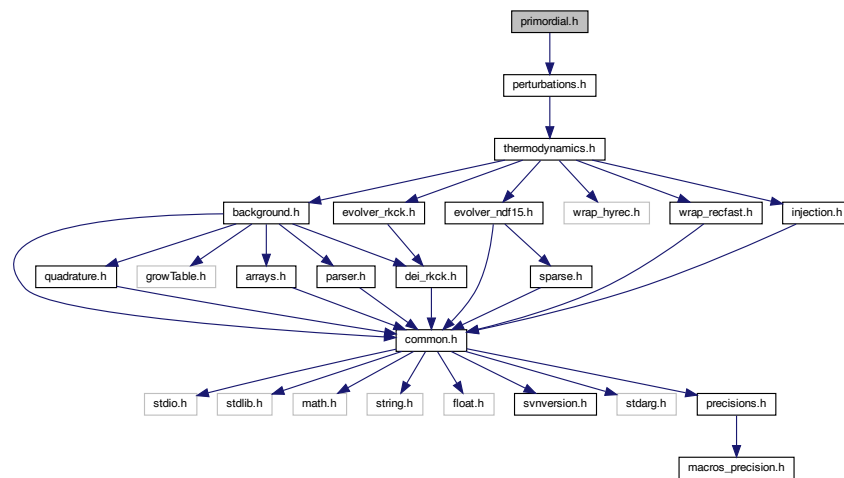 primordial.h
perturbations.h
thermodynamics.h
background.h
evolver_rkck.h
evolver_ndf15.h
wrap_hyrec.h
wrap_recfast.h
injection.h
quadrature.h
growTable.h
arrays.h
parser.h
dei_rkck.h
sparse.h
common.h
stdio.h
stdlib.h
math.h
string.h
float.h
svnversion.h
stdarg.h
precisions.h
macros_precision.h